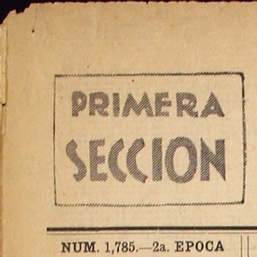 PRIMERA
SECCION
NUM. 1,785.—2a. EPOCA